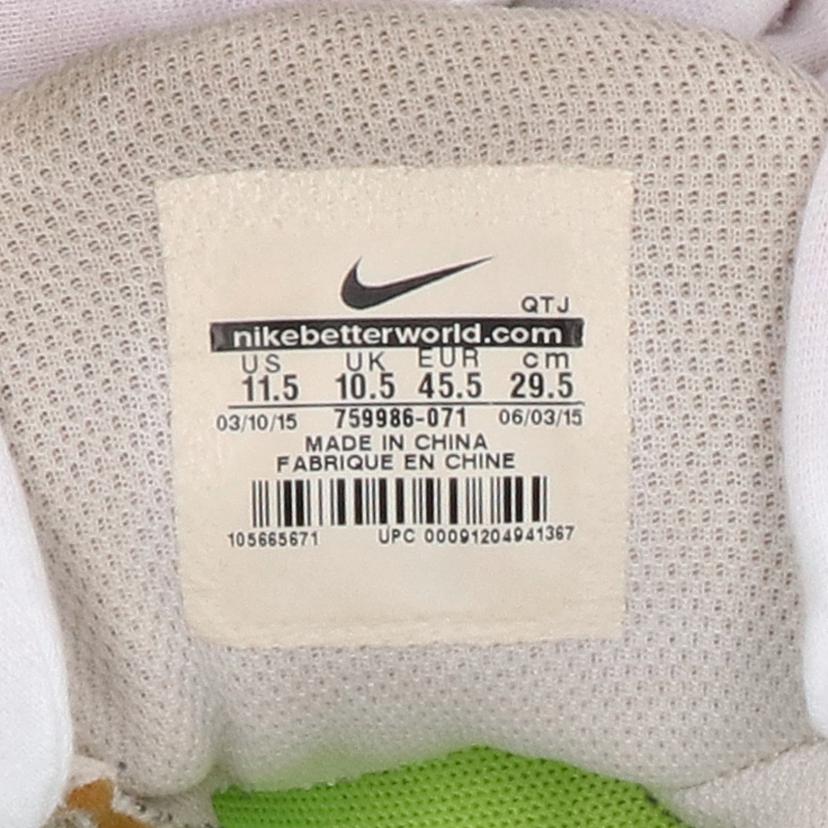 QTJ
nikebetterworld.com
US UK EUR cm
11.5 10.5 45.5 29.5
03/10/15 759986-071 06/03/15
MADE IN CHINA
FABRIQUE EN CHINE
105665671 UPC 00091204941367